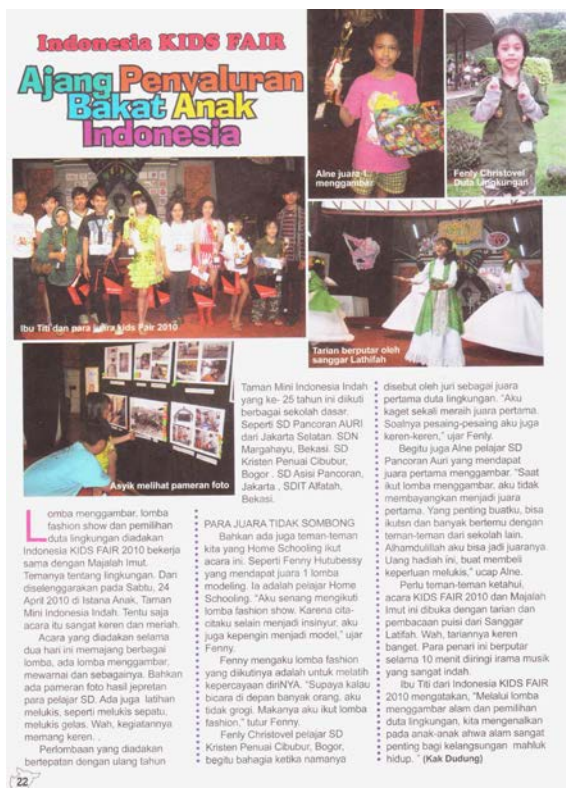 Indonesia KIDS FAIR
Ajang Penyaluran
Bakat Anak
Indonesia
Alne juara 1
menggambar
Fenly Christovel
Duta Lingkungan
Ibu Titi dan para juara kids Fair 2010
Tarian berputar oleh
sanggar Lathifah
Asyik melihat pameran foto
Lomba menggambar, lomba
fashion show dan pemilihan
duta lingkungan diadakan
Indonesia KIDS FAIR 2010 bekerja
sama dengan Majalah Imut.
Temanya tentang lingkungan. Dan
diselenggarakan pada Sabtu, 24
April 2010 di Istana Anak, Taman
Mini Indonesia Indah. Tentu saja
acara itu sangat keren dan meriah.
Acara yang diadakan selama
dua hari ini memajang berbagai
lomba, ada lomba menggambar,
mewarnai dan sebagainya. Bahkan
ada pameran foto hasil jepretan
para pelajar SD. Ada juga latihan
melukis, seperti melukis sepatu,
melukis gelas. Wah, kegiatannya
memang keren. .
Perlombaan yang diadakan
bertepatan dengan ulang tahun
Taman Mini Indonesia Indah
yang ke- 25 tahun ini diikuti
berbagai sekolah dasar.
Seperti SD Pancoran AURI
dari Jakarta Selatan. SDN
Margahayu, Bekasi. SD
Kristen Penuai Cibubur,
Bogor . SD Asisi Pancoran,
Jakarta , SDIT Alfatah,
Bekasi.
PARA JUARA TIDAK SOMBONG
Bahkan ada juga teman-teman
kita yang Home Schooling ikut
acara ini. Seperti Fenny Hutubessy
yang mendapat juara 1 lomba
modeling. Ia adalah pelajar Home
Schooling. "Aku senang mengikuti
lomba fashion show. Karena cita-
citaku selain menjadi insinyur, aku
juga kepengin menjadi model," ujar
Fenny.
Fenny mengaku lomba fashion
yang diikutinya adalah untuk melatih
kepercayaan diriNYA. "Supaya kalau
bicara di depan banyak orang, aku
tidak grogi. Makanya aku ikut lomba
fashion." tutur Fenny.
Fenly Christovel pelajar SD
Kristen Penuai Cibubur, Bogor,
begitu bahagia ketika namanya
disebut oleh juri sebagai juara
pertama duta lingkungan. "Aku
kaget sekali meraih juara pertama.
Soalnya pesaing-pesaing aku juga
keren-keren," ujar Fenly.
Begitu juga Alne pelajar SD
Pancoran Auri yang mendapat
juara pertama menggambar. "Saat
ikut lomba menggambar, aku tidak
membayangkan menjadi juara
pertama. Yang penting buatku, bisa
ikutsn dan banyak bertemu dengan
teman-teman dari sekolah lain.
Alhamdulillah aku bisa jadi juaranya.
Uang hadiah ini, buat membeli
keperluan melukis," ucap Alne.
Perlu teman-teman ketahui,
acara KIDS FAIR 2010 dan Majalah
Imut ini dibuka dengan tarian dan
pembacaan puisi dari Sanggar
Latifah. Wah, tariannya keren
banget. Para penari ini berputar
selama 10 menit diiringi irama musik
yang sangat indah.
Ibu Titi dari Indonesia KIDS FAIR
2010 mengatakan, "Melalui lomba
menggambar alam dan pemilihan
duta lingkungan, kita mengenalkan
pada anak-anak ahwa alam sangat
penting bagi kelangsungan mahluk
hidup. " (Kak Dudung)
22